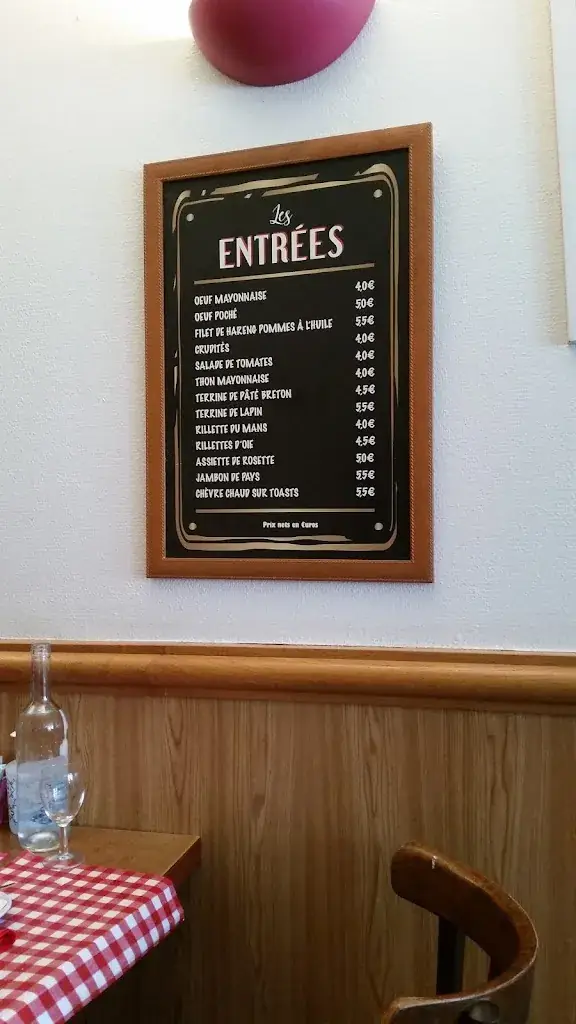 Les
ENTRÉES
OEUF MAYONNAISE 4,0€
OEUF POCHÉ 5,0€
FILET DE HARENG POMMES À L'HUILE 5,5€
CRUDITÉS 4,0€
SALADE DE TOMATES 4,0€
THON MAYONNAISE 4,0€
TERRINE DE PÂTÉ BRETON 4,5€
TERRINE DE LAPIN 5,5€
RILLETTE DU MANS 4,0€
RILLETTES D'OIE 4,5€
ASSIETTE DE ROSETTE 5,0€
JAMBON DE PAYS 5,5€
CHÈVRE CHAUD SUR TOASTS 5,5€
Prix nets en Euros